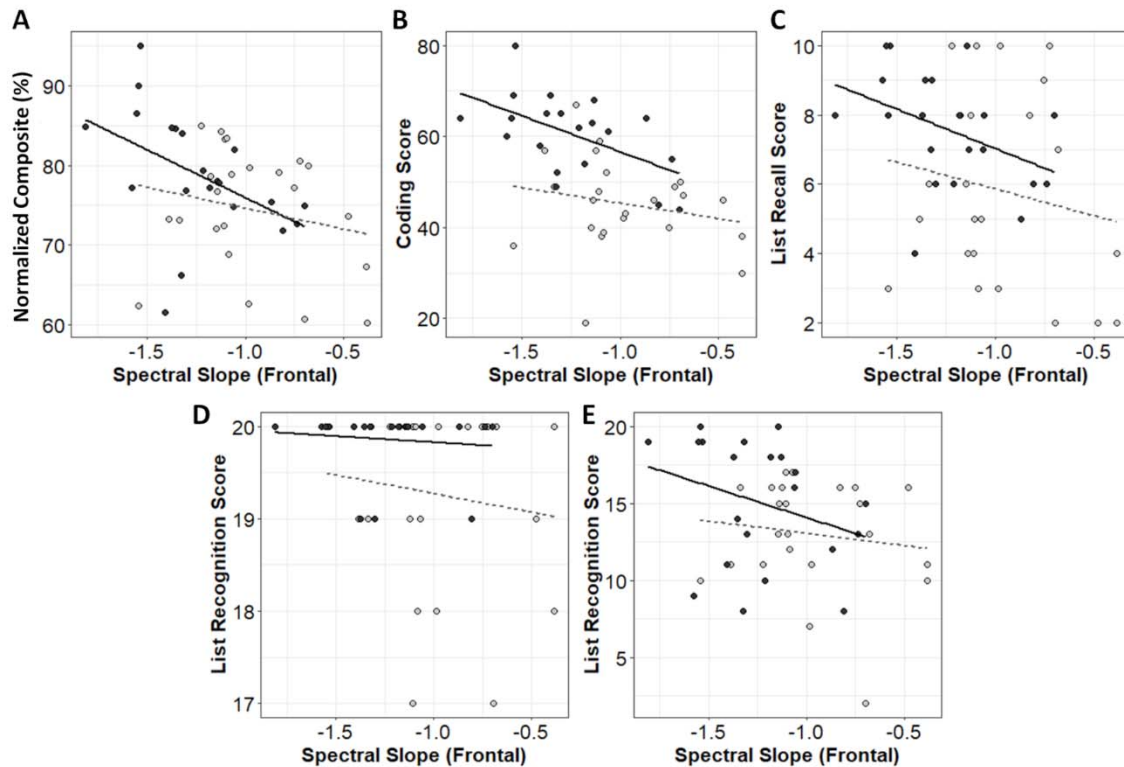 A
Normalized Composite (%)
90
80
70
60
-1.5 -1.0 -0.5
Spectral Slope (Frontal)
B
Coding Score
80
60
40
20
-1.5 -1.0 -0.5
Spectral Slope (Frontal)
C
List Recall Score
10
8
6
4
2
-1.5 -1.0 -0.5
Spectral Slope (Frontal)
D
List Recognition Score
20
19
18
17
-1.5 -1.0 -0.5
Spectral Slope (Frontal)
E
List Recognition Score
20
15
10
5
-1.5 -1.0 -0.5
Spectral Slope (Frontal)